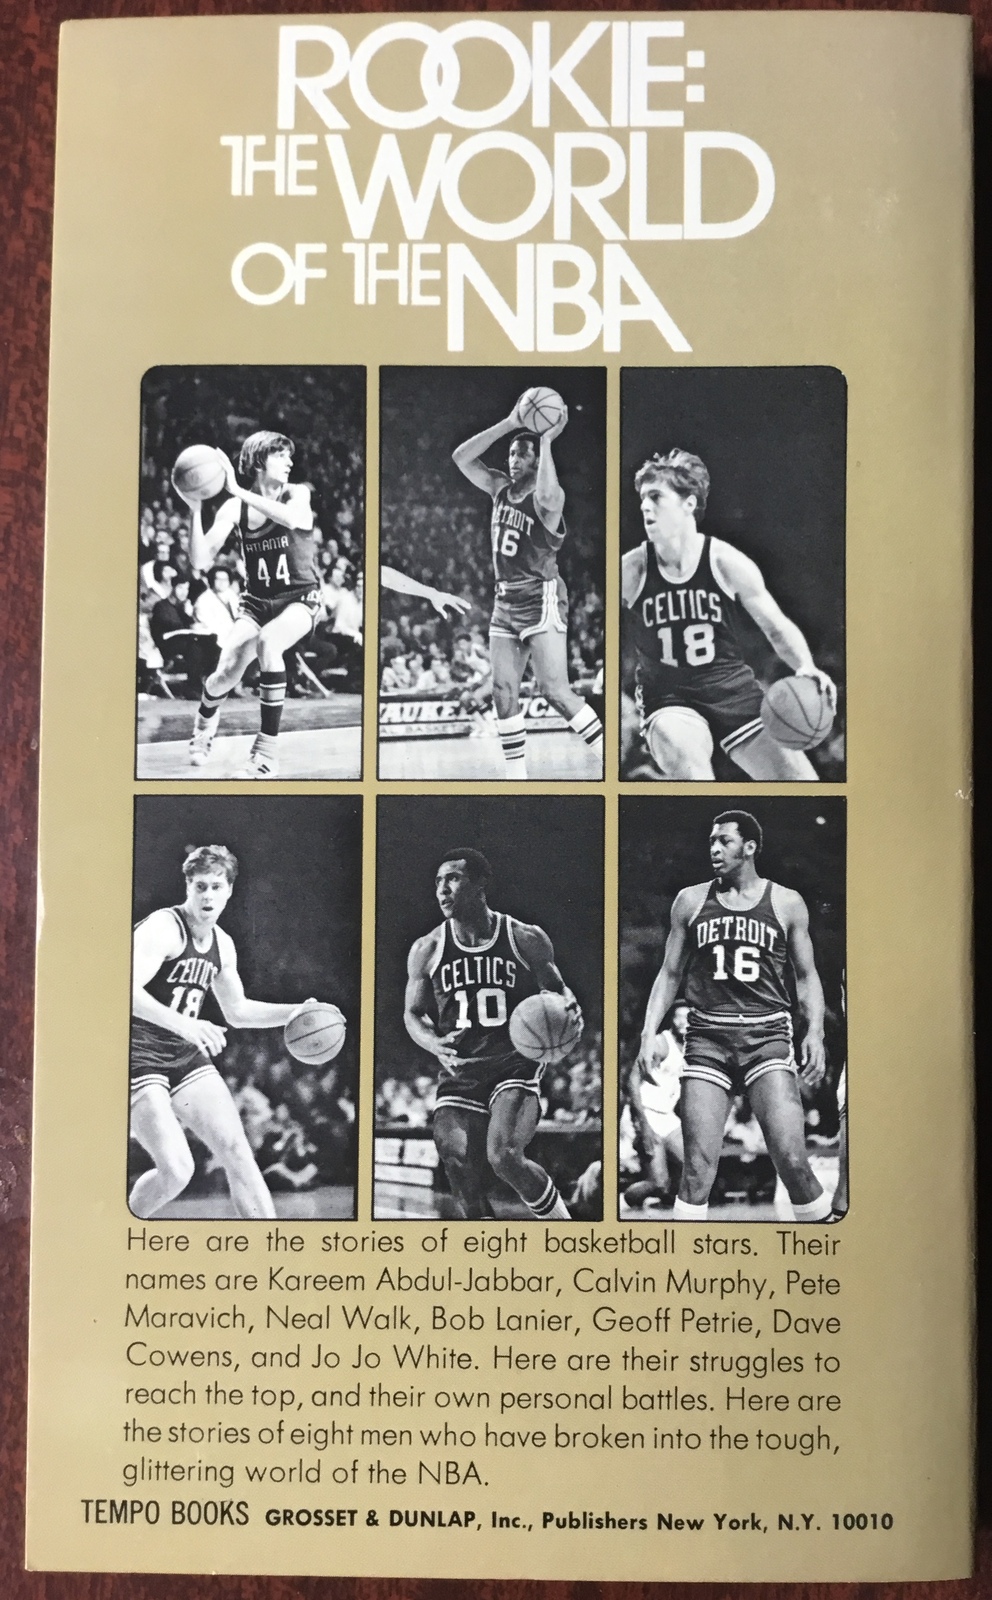 ROOKIE:
THE WORLD
OF THE NBA
ATLANTA
44
DETROIT
16
CELTICS
18
CELTICS
18
CELTICS
10
DETROIT
16
Here are the stories of eight basketball stars. Their
names are Kareem Abdul-Jabbar, Calvin Murphy, Pete
Maravich, Neal Walk, Bob Lanier, Geoff Petrie, Dave
Cowens, and Jo Jo White. Here are their struggles to
reach the top, and their own personal battles. Here are
the stories of eight men who have broken into the tough,
glittering world of the NBA.
TEMPO BOOKS GROSSET & DUNLAP, Inc., Publishers New York, N.Y. 10010